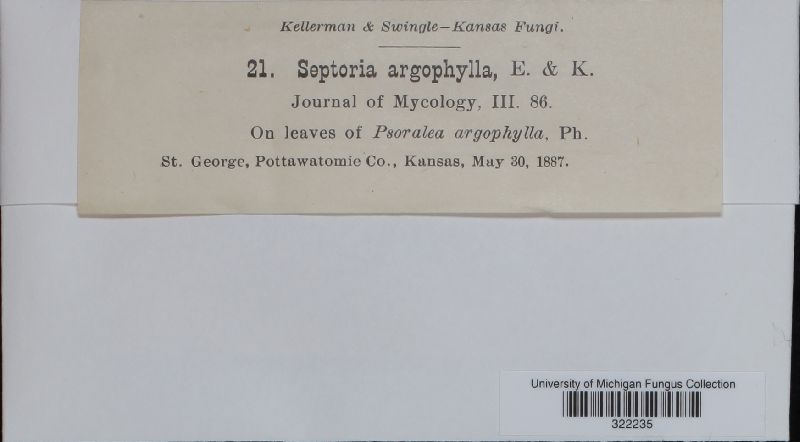 Kellerman & Swingle—Kansas Fungi.
21. Septoria argophylla, E. & K.
Journal of Mycology, III. 86.
On leaves of Psoralea argophylla, Ph.
St. George, Pottawatomie Co., Kansas, May 30, 1887.
University of Michigan Fungus Collection
322235